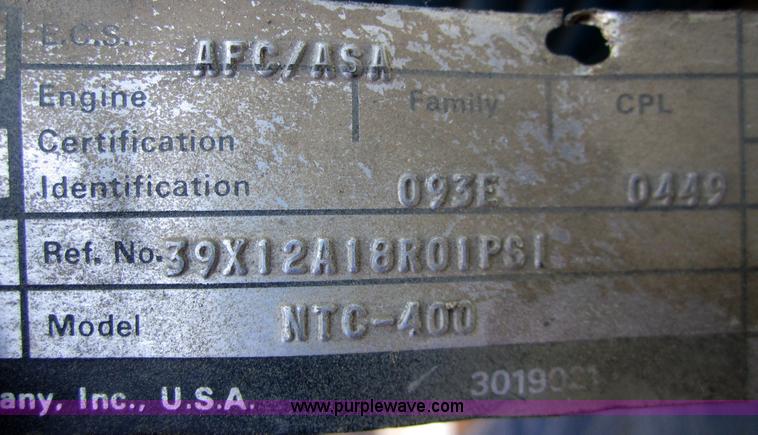 E.C.S. AFC/ASA
Engine Family CPL
Certification
Identification 093E 0449
Ref. No. 39X12A18R01PSI
Model NTC-400
any, Inc., U.S.A. 3019021
www.purplewave.com